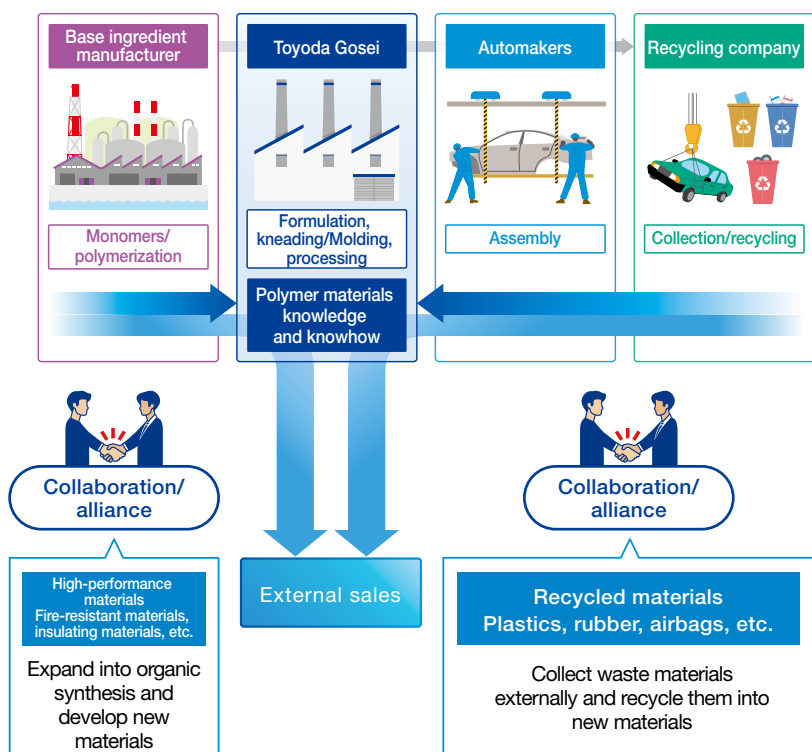 Base ingredient
manufacturer
Toyoda Gosei
Automakers
Recycling company
Monomers/
polymerization
Formulation,
kneading/Molding,
processing
Assembly
Collection/recycling
Polymer materials
knowledge
and knowhow
Collaboration/
alliance
Collaboration/
alliance
High-performance
materials
Fire-resistant materials,
insulating materials, etc.
Expand into organic
synthesis and
develop new
materials
External sales
Recycled materials
Plastics, rubber, airbags, etc.
Collect waste materials
externally and recycle them into
new materials